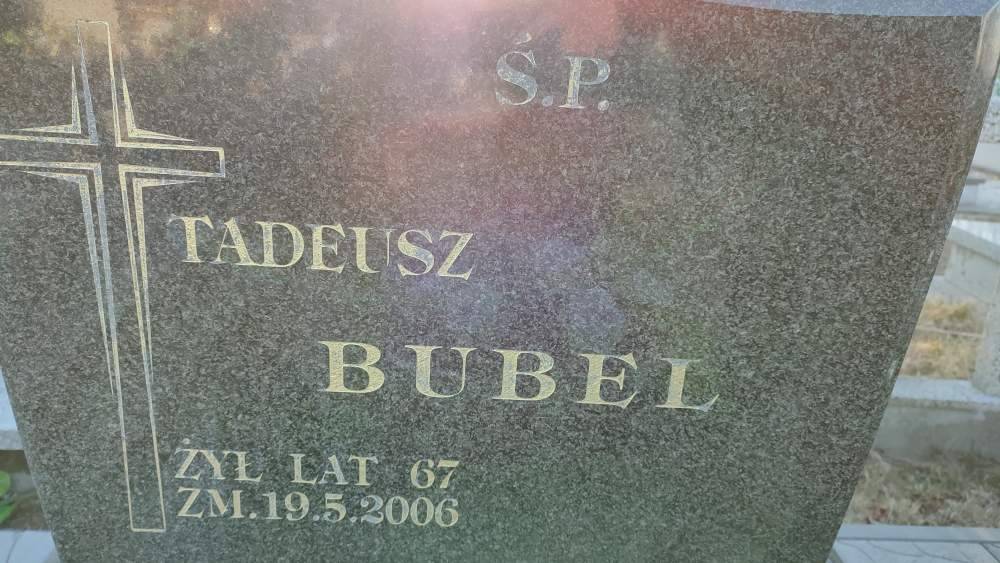 Ś.P.
TADEUSZ
BUBEL
ŻYŁ LAT 67
ZM.19.5.2006